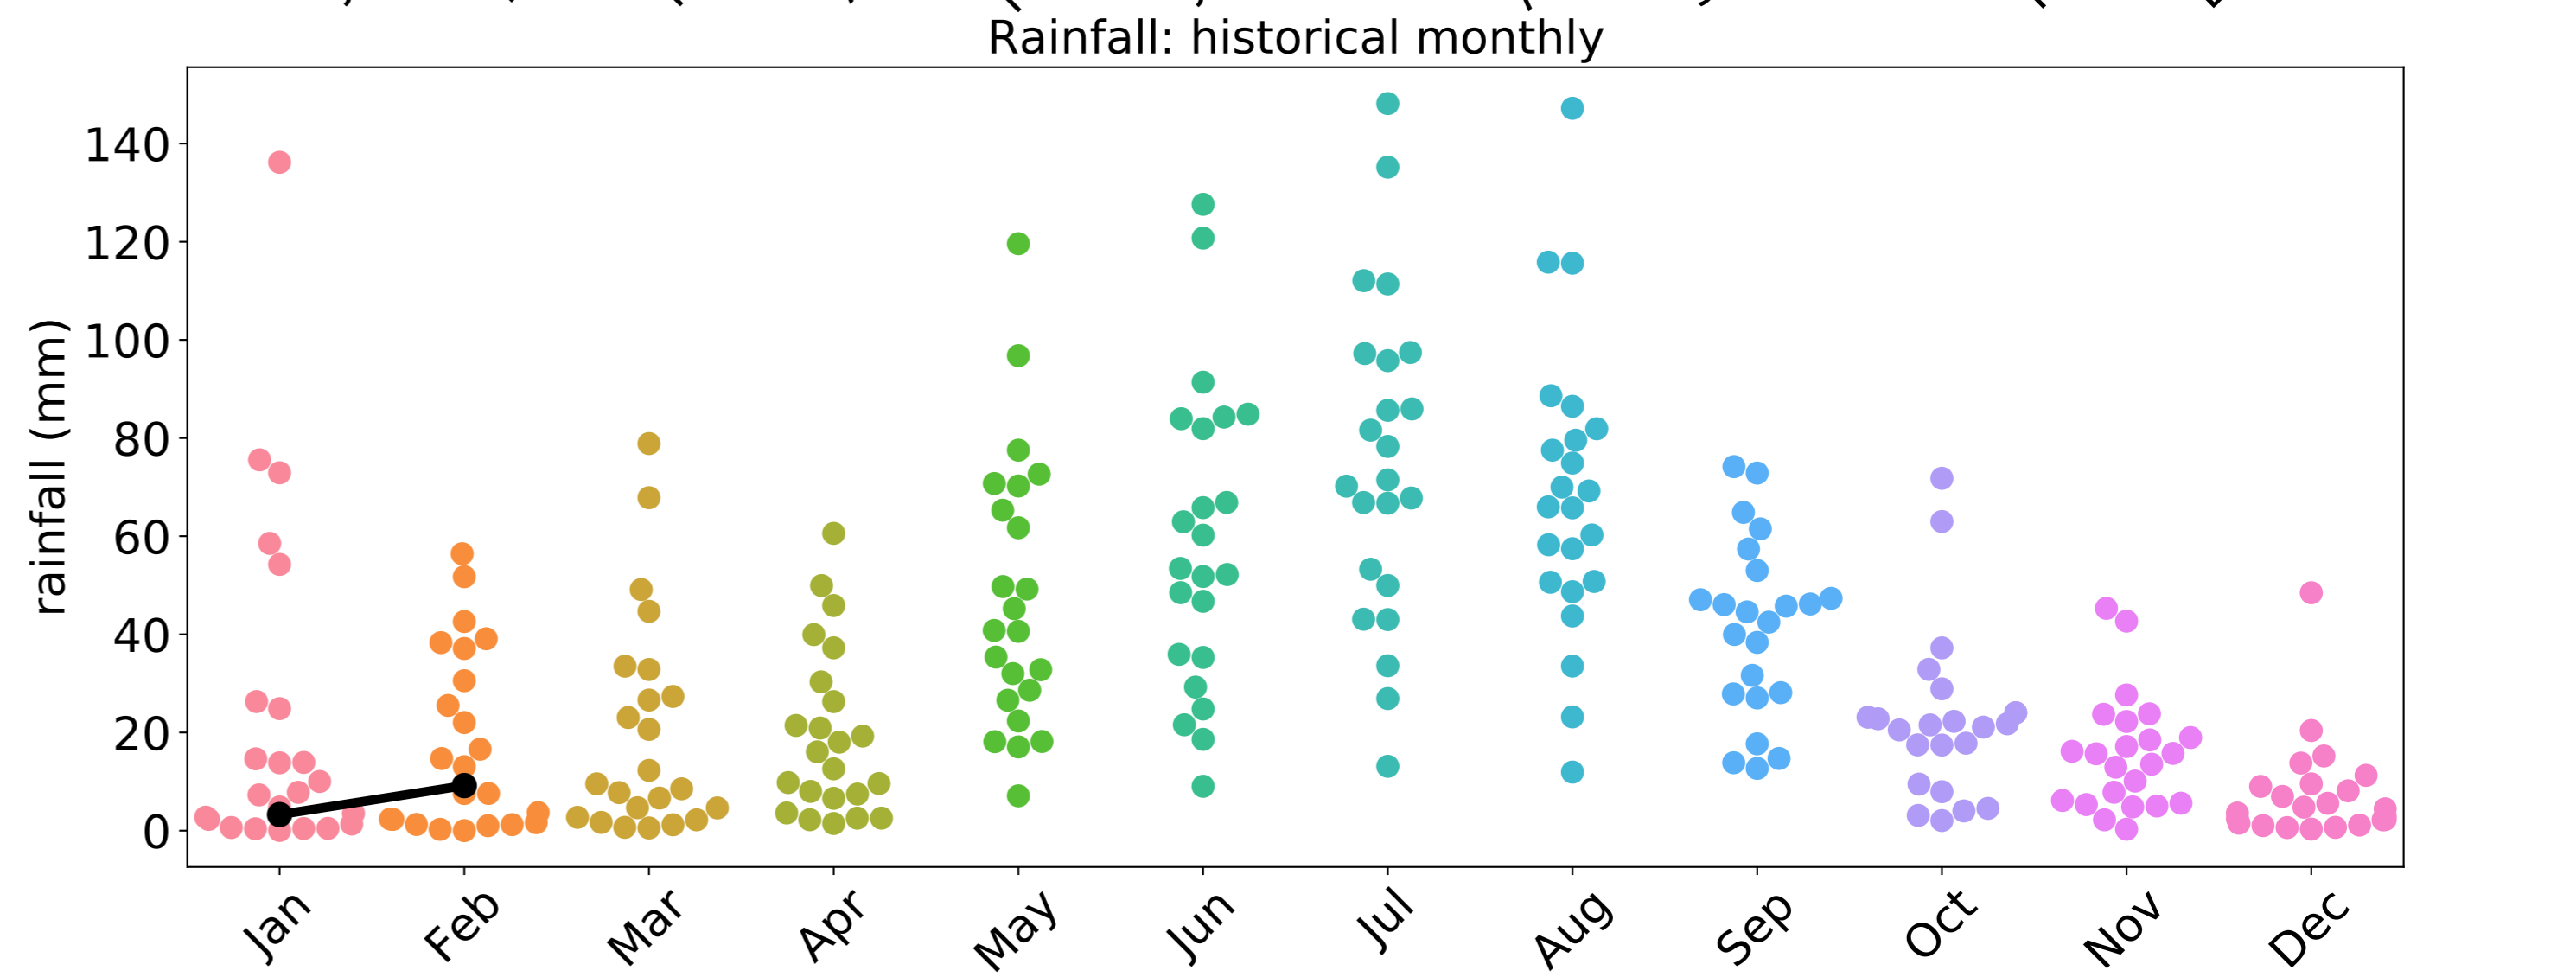 Rainfall: historical monthly
rainfall (mm)
140
120
100
80
60
40
20
0
Jan
Feb
Mar
Apr
May
Jun
Jul
Aug
Sep
Oct
Nov
Dec